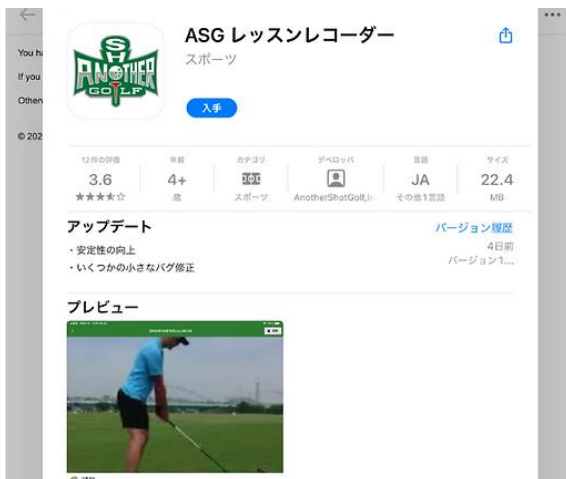 You ha
If you
Other
© 202
SHOT
ANOTHER
GOLF
ASG レッスンレコーダー
スポーツ
入手
12件の評価
年齢
カテゴリ
デベロッパ
言語
サイズ
3.6
4+
JA
22.4
★★★★☆
歳
スポーツ
AnotherShotGolf,I
その他1言語
MB
アップデート
バージョン履歴
・安定性の向上
4日前
・いくつかの小さなバグ修正
バージョン1....
プレビュー